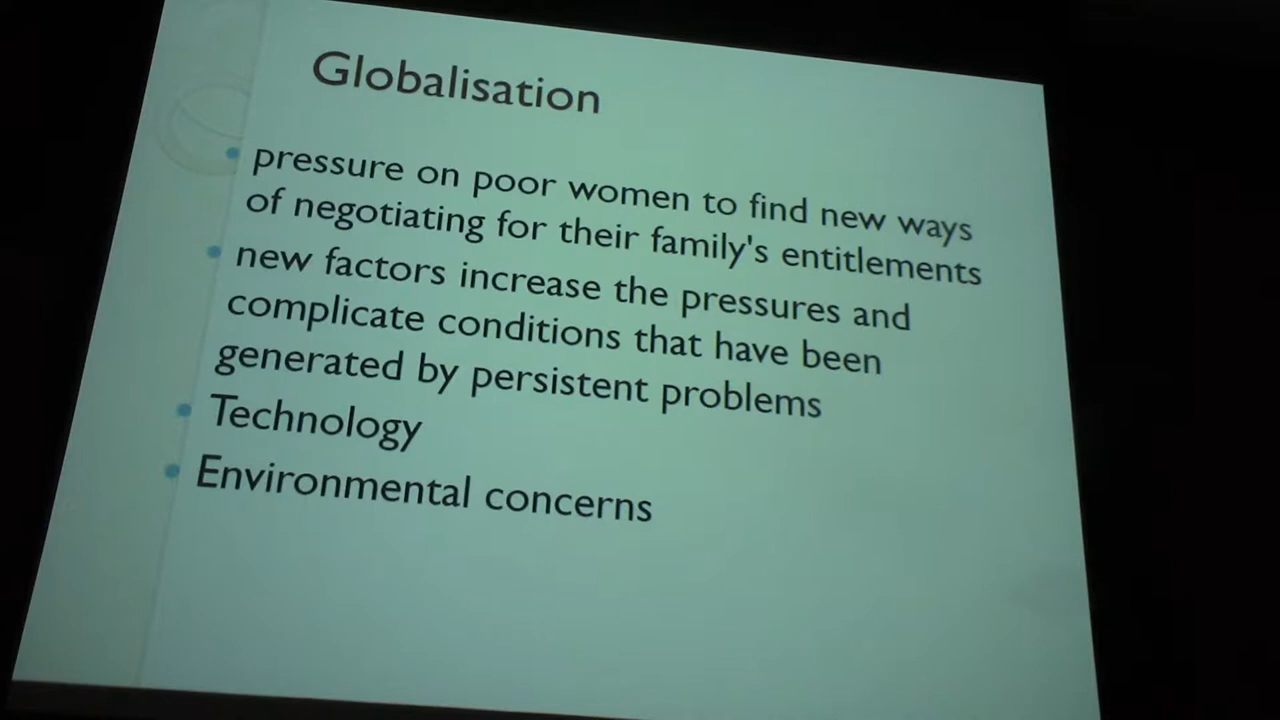 Globalisation
pressure on poor women to find new ways
of negotiating for their family's entitlements
new factors increase the pressures and
complicate conditions that have been
generated by persistent problems
Technology
Environmental concerns